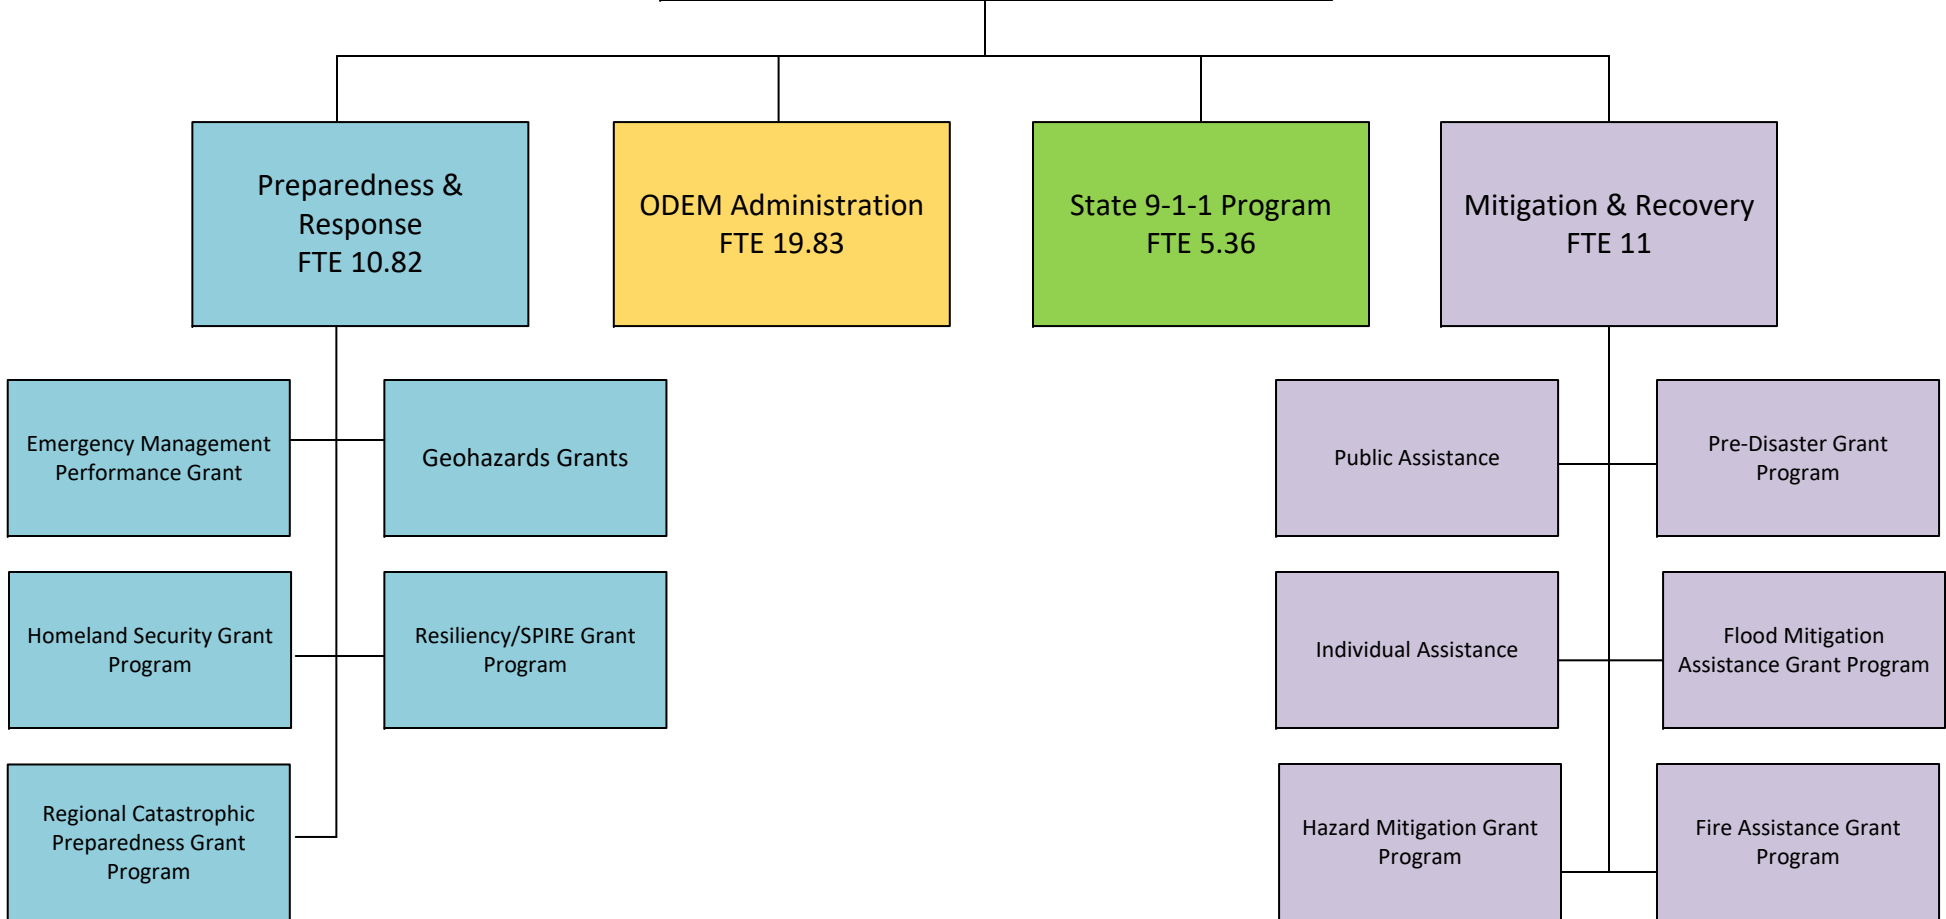 Preparedness &
Response
FTE 10.82
ODEM Administration
FTE 19.83
State 9-1-1 Program
FTE 5.36
Mitigation & Recovery
FTE 11
Emergency Management
Performance Grant
Geohazards Grants
Public Assistance
Pre-Disaster Grant
Program
Homeland Security Grant
Program
Resiliency/SPIRE Grant
Program
Individual Assistance
Flood Mitigation
Assistance Grant Program
Regional Catastrophic
Preparedness Grant
Program
Hazard Mitigation Grant
Program
Fire Assistance Grant
Program